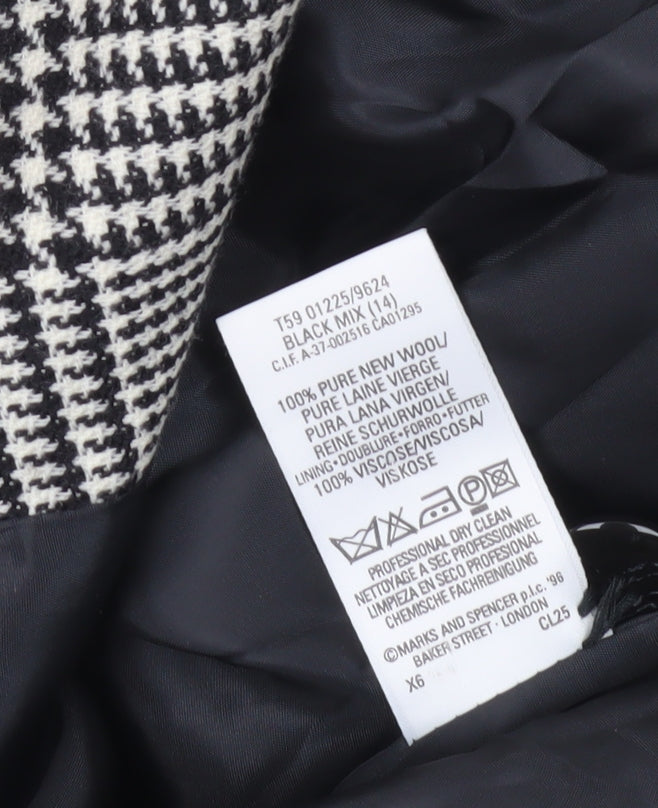 T59 01225/9624
BLACK MIX (14)
C.I.F. A-37-002516 CA01295
100% PURE NEW WOOL/
PURE LAINE VIERGE
PURA LANA VIRGEN/
REINE SCHURWOLLE
LINING•DOUBLURE•FORRO•FUTTER
100% VISCOSE/VISCOSA/
VISKOSE
P
PROFESSIONAL DRY CLEAN
NETTOYAGE A SEC PROFESIONNEL
LIMPIEZA EN SECO PROFESIONAL
CHEMISCHE FACHREINIGUNG
©MARKS AND SPENCER p.l.c. '96
BAKER STREET · LONDON
CL25
X6